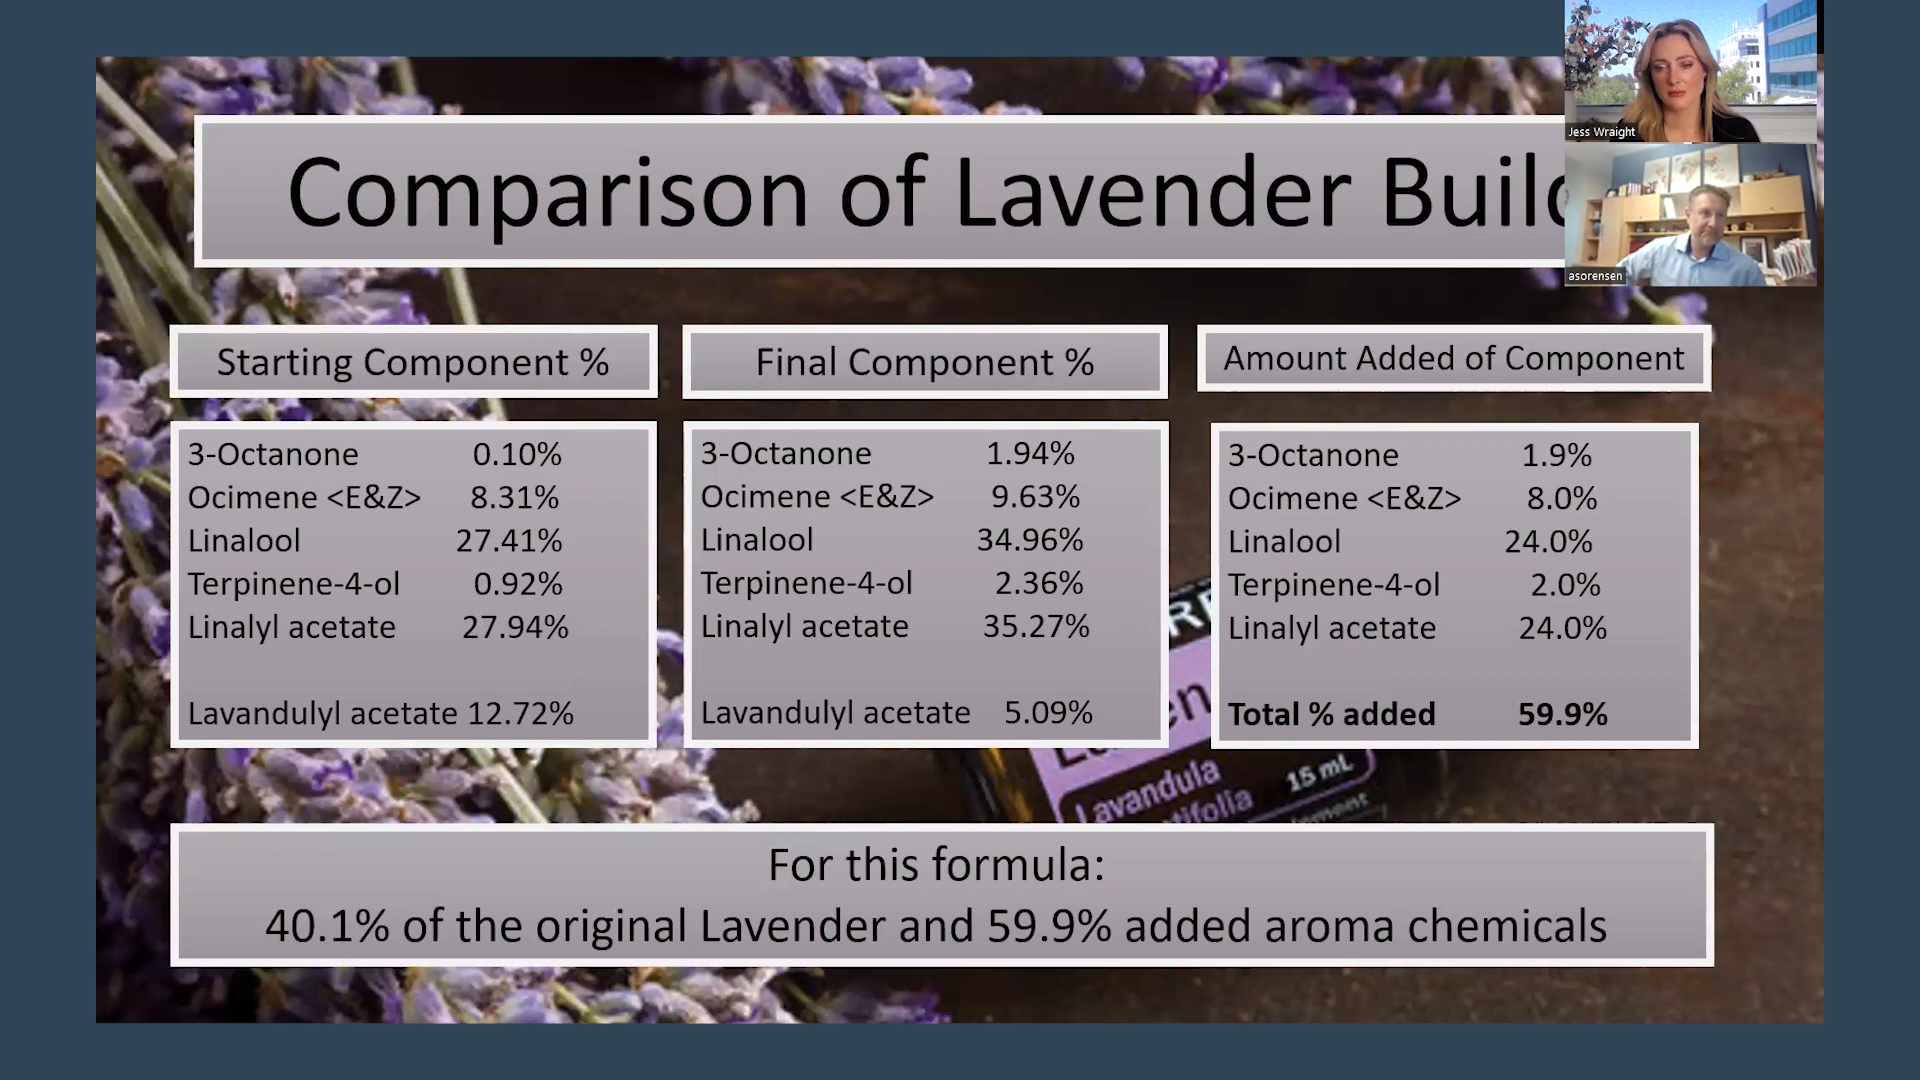 Comparison of Lavender Buil
Jess Wraight
asorensen
Starting Component %
3-Octanone 0.10%
Ocimene <E&Z> 8.31%
Linalool 27.41%
Terpinene-4-ol 0.92%
Linalyl acetate 27.94%
Lavandulyl acetate 12.72%
Final Component %
3-Octanone 1.94%
Ocimene <E&Z> 9.63%
Linalool 34.96%
Terpinene-4-ol 2.36%
Linalyl acetate 35.27%
Lavandulyl acetate 5.09%
Amount Added of Component
3-Octanone 1.9%
Ocimene <E&Z> 8.0%
Linalool 24.0%
Terpinene-4-ol 2.0%
Linalyl acetate 24.0%
Total % added 59.9%
Lavandula
15 mL
For this formula:
40.1% of the original Lavender and 59.9% added aroma chemicals